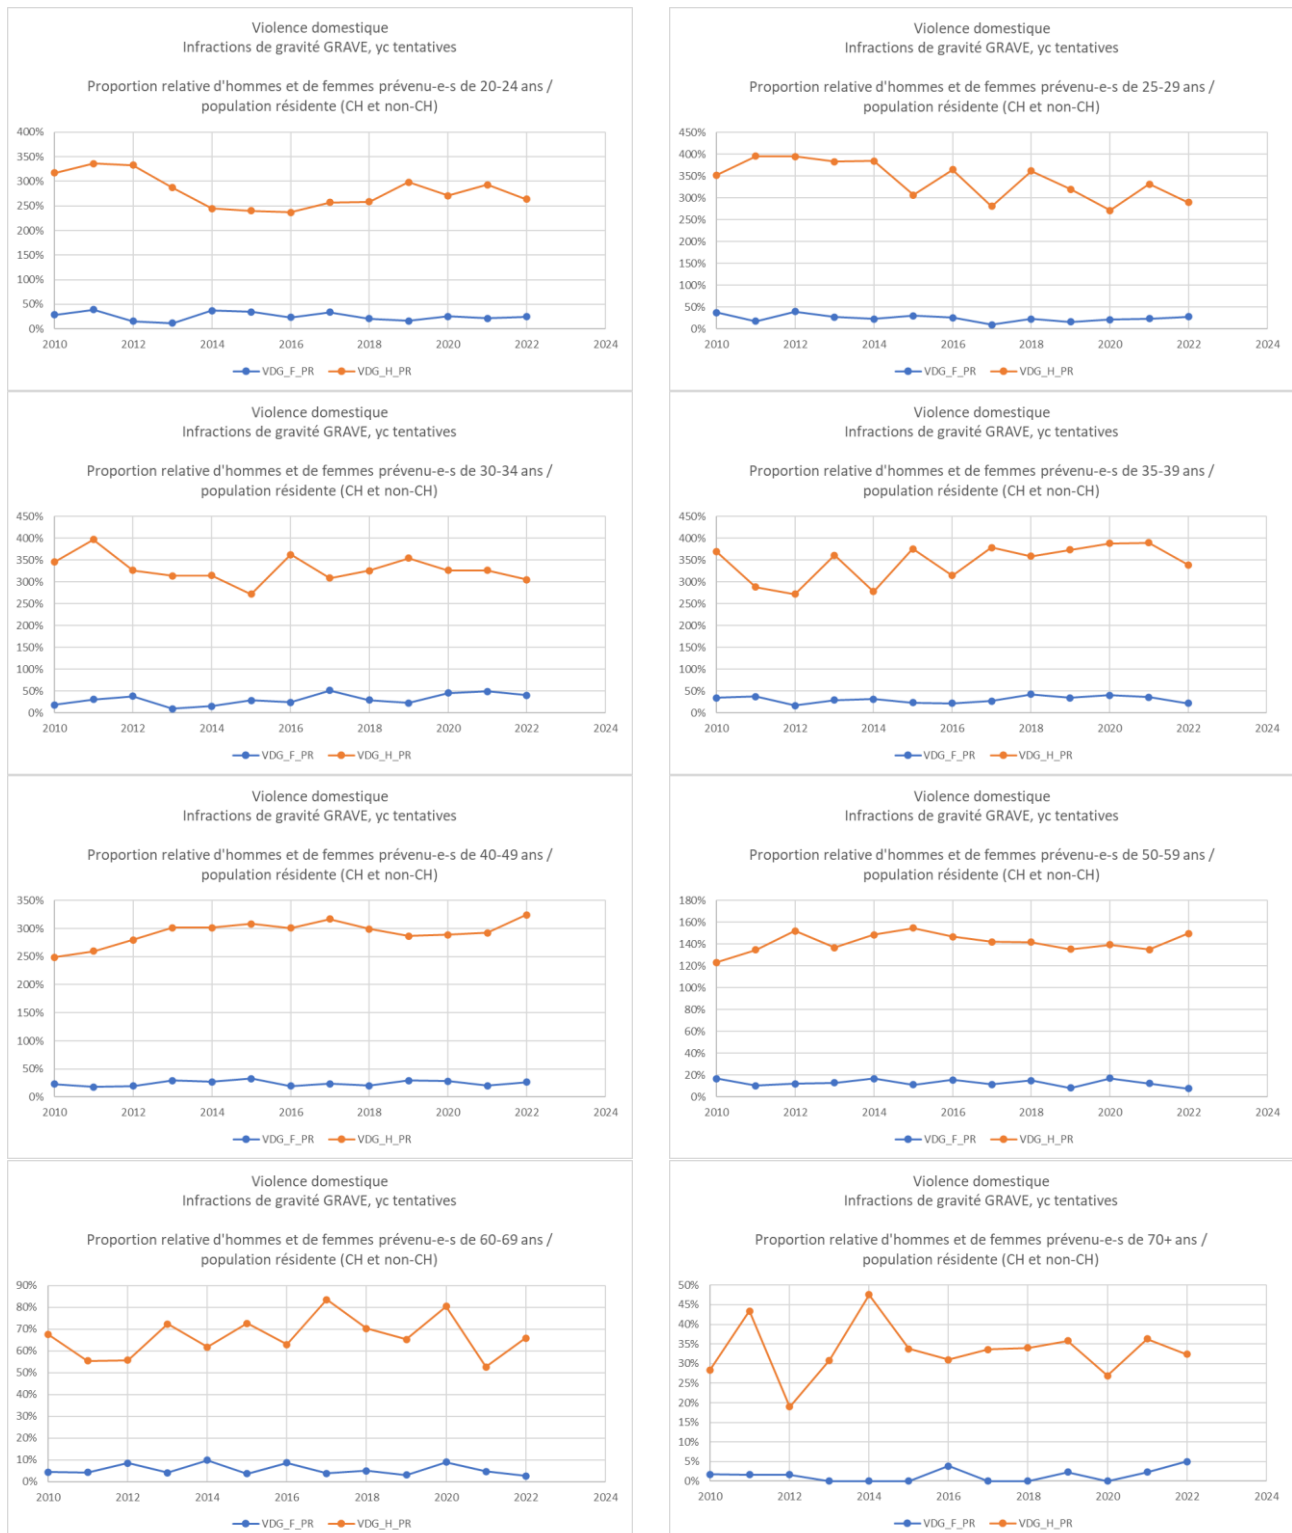 Violence domestique
Infractions de gravité GRAVE, yc tentatives
Proportion relative d'hommes et de femmes prévenu-e-s de 20-24 ans /
population résidente (CH et non-CH)
400%
350%
300%
250%
200%
150%
100%
50%
0%
2010 2012 2014 2016 2018 2020 2022 2024
VDG_F_PR VDG_H_PR
Violence domestique
Infractions de gravité GRAVE, yc tentatives
Proportion relative d'hommes et de femmes prévenu-e-s de 25-29 ans /
population résidente (CH et non-CH)
450%
400%
350%
300%
250%
200%
150%
100%
50%
0%
2010 2012 2014 2016 2018 2020 2022 2024
VDG_F_PR VDG_H_PR
Violence domestique
Infractions de gravité GRAVE, yc tentatives
Proportion relative d'hommes et de femmes prévenu-e-s de 30-34 ans /
population résidente (CH et non-CH)
450%
400%
350%
300%
250%
200%
150%
100%
50%
0%
2010 2012 2014 2016 2018 2020 2022 2024
VDG_F_PR VDG_H_PR
Violence domestique
Infractions de gravité GRAVE, yc tentatives
Proportion relative d'hommes et de femmes prévenu-e-s de 35-39 ans /
population résidente (CH et non-CH)
450%
400%
350%
300%
250%
200%
150%
100%
50%
0%
2010 2012 2014 2016 2018 2020 2022 2024
VDG_F_PR VDG_H_PR
Violence domestique
Infractions de gravité GRAVE, yc tentatives
Proportion relative d'hommes et de femmes prévenu-e-s de 40-49 ans /
population résidente (CH et non-CH)
350%
300%
250%
200%
150%
100%
50%
0%
2010 2012 2014 2016 2018 2020 2022 2024
VDG_F_PR VDG_H_PR
Violence domestique
Infractions de gravité GRAVE, yc tentatives
Proportion relative d'hommes et de femmes prévenu-e-s de 50-59 ans /
population résidente (CH et non-CH)
180%
160%
140%
120%
100%
80%
60%
40%
20%
0%
2010 2012 2014 2016 2018 2020 2022 2024
VDG_F_PR VDG_H_PR
Violence domestique
Infractions de gravité GRAVE, yc tentatives
Proportion relative d'hommes et de femmes prévenu-e-s de 60-69 ans /
population résidente (CH et non-CH)
90%
80%
70%
60%
50%
40%
30%
20%
10%
0%
2010 2012 2014 2016 2018 2020 2022 2024
VDG_F_PR VDG_H_PR
Violence domestique
Infractions de gravité GRAVE, yc tentatives
Proportion relative d'hommes et de femmes prévenu-e-s de 70+ ans /
population résidente (CH et non-CH)
50%
45%
40%
35%
30%
25%
20%
15%
10%
5%
0%
2010 2012 2014 2016 2018 2020 2022 2024
VDG_F_PR VDG_H_PR